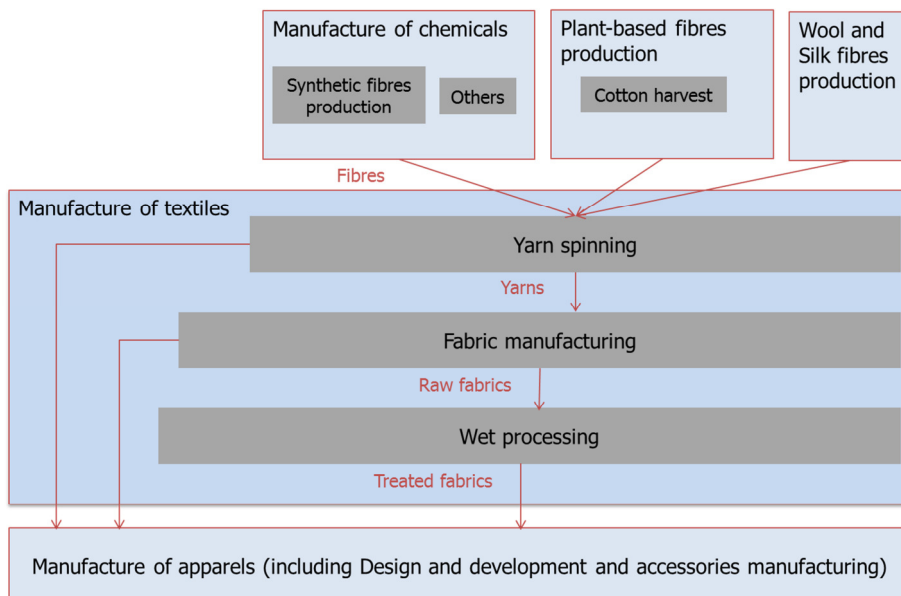 Manufacture of chemicals
Synthetic fibres
production
Others
Plant-based fibres
production
Cotton harvest
Wool and
Silk fibres
production
Fibres
Manufacture of textiles
Yarn spinning
Yarns
Fabric manufacturing
Raw fabrics
Wet processing
Treated fabrics
Manufacture of apparels (including Design and development and accessories manufacturing)